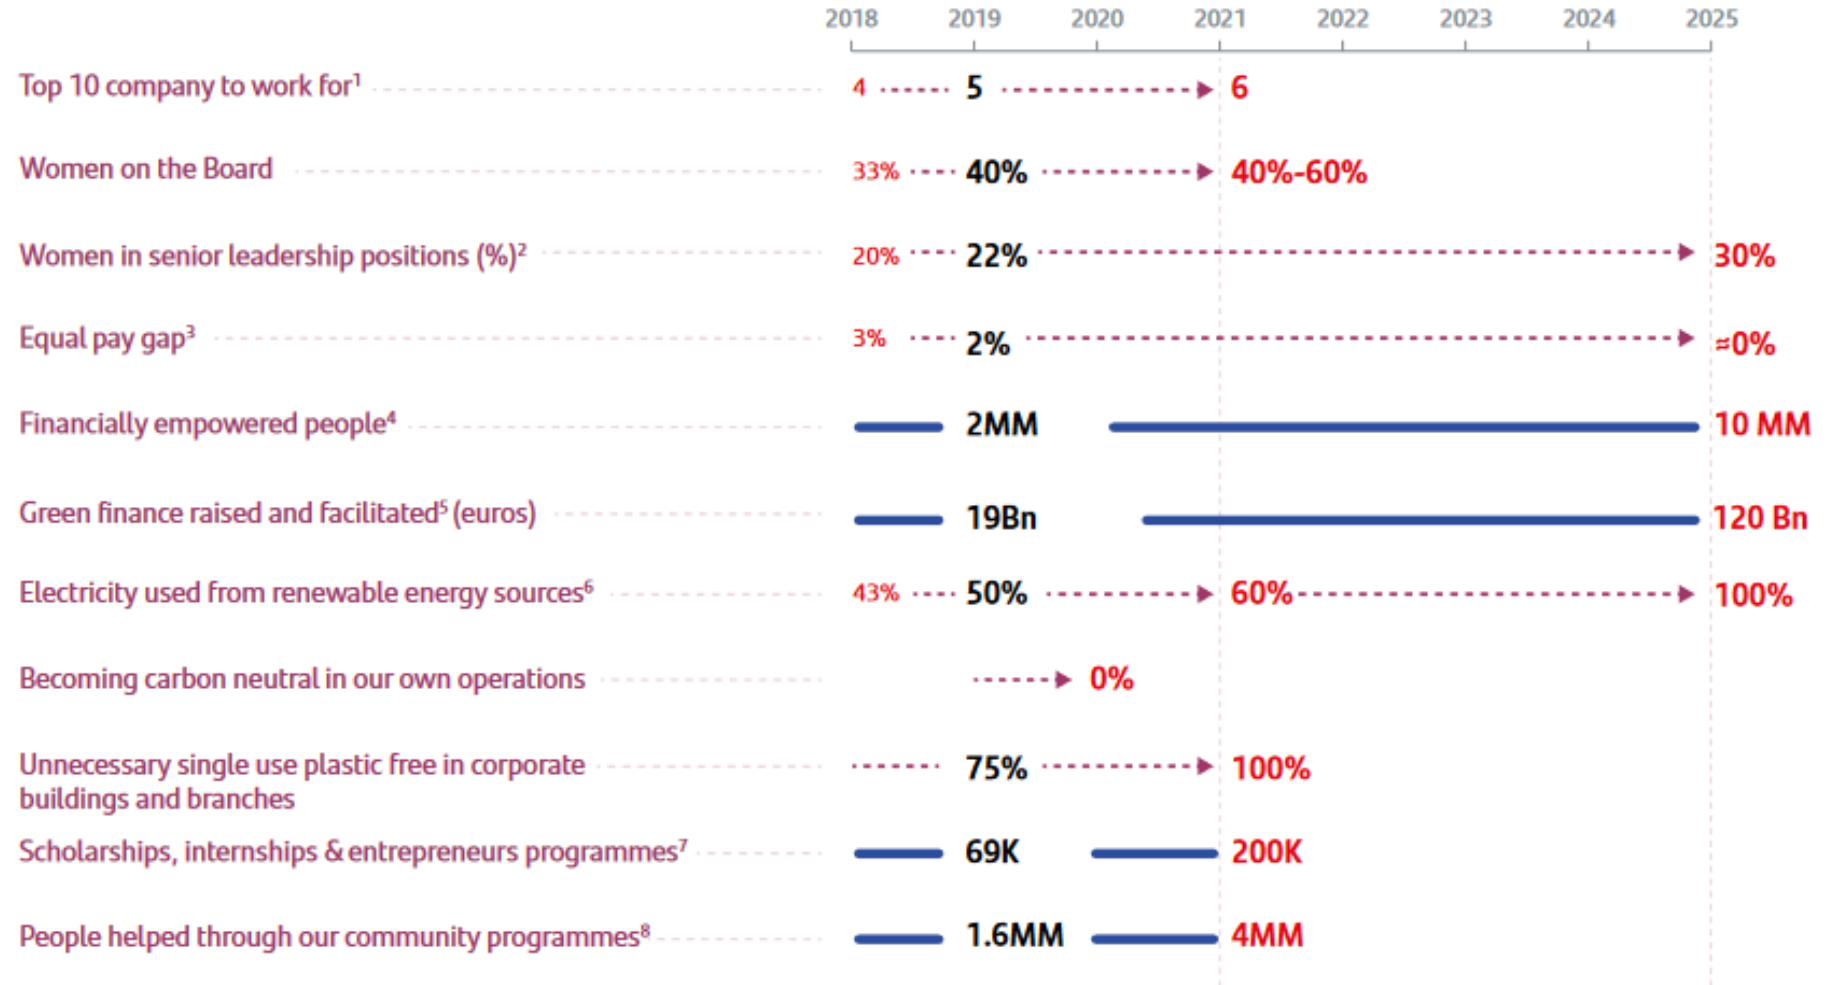 2018 2019 2020 2021 2022 2023 2024 2025
Top 10 company to work for¹ 4 5 6
Women on the Board 33% 40% 40%-60%
Women in senior leadership positions (%)² 20% 22% 30%
Equal pay gap³ 3% 2% ≈0%
Financially empowered people⁴ 2MM 10 MM
Green finance raised and facilitated⁵ (euros) 19Bn 120 Bn
Electricity used from renewable energy sources⁶ 43% 50% 60% 100%
Becoming carbon neutral in our own operations 0%
Unnecessary single use plastic free in corporate 75% 100%
buildings and branches
Scholarships, internships & entrepreneurs programmes⁷ 69K 200K
People helped through our community programmes⁸ 1.6MM 4MM